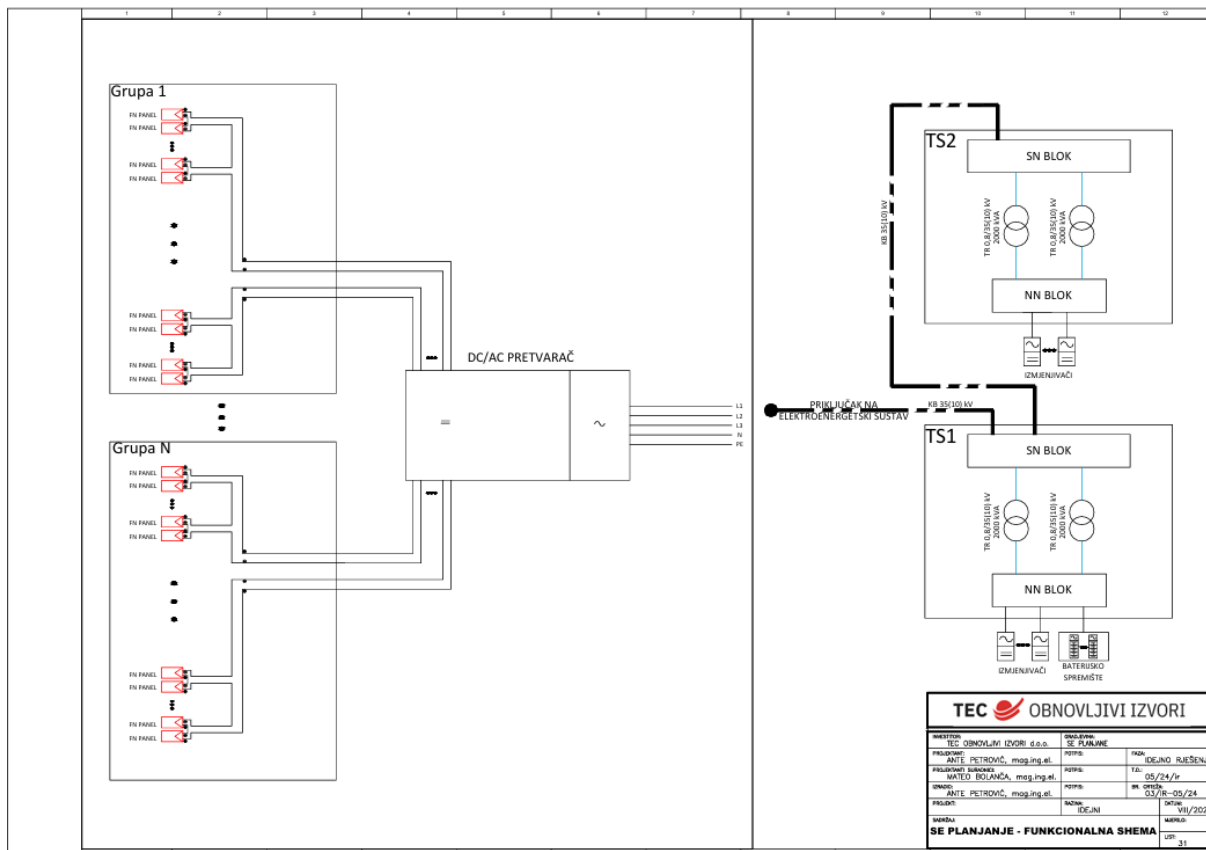 1 2 3 4 5 6 7 8 9 10 11 12
Grupa 1
FN PANEL
FN PANEL
FN PANEL
FN PANEL
FN PANEL
FN PANEL
FN PANEL
FN PANEL
DC/AC PRETVARAČ
L1
L2
L3
N
PE
Grupa N
FN PANEL
FN PANEL
FN PANEL
FN PANEL
FN PANEL
FN PANEL
FN PANEL
FN PANEL
TS2
SN BLOK
KB 35(10) kV
TR 0,8/35(10) kV
2000 kVA
TR 0,8/35(10) kV
2000 kVA
NN BLOK
IZMJENJIVAČI
PRIKLJUČAK NA
ELEKTROENERGETSKI SUSTAV
KB 35(10) kV
TS1
SN BLOK
TR 0,8/35(10) kV
2000 kVA
TR 0,8/35(10) kV
2000 kVA
NN BLOK
IZMJENJIVAČI
BATERIJSKO
SPREMIŠTE
TEC OBNOVLJIVI IZVORI
INVESTITOR: GRAĐEVINA:
TEC OBNOVLJIVI IZVORI d.o.o. SE PLANJANE
PROJEKTANT: POTPIS: FAZA:
ANTE PETROVIĆ, mag.ing.el. IDEJNO RJEŠENJ
PROJEKTANT SURADNIK: POTPIS: T.D.:
MATEO BOLANČA, mag.ing.el. 05/24/ir
IZRADIO: POTPIS: BR. CRTEŽA:
ANTE PETROVIĆ, mag.ing.el. 03/IR-05/24
PROJEKT: RAZINA: DATUM:
IDEJNI VIII/202
SADRŽAJ: MJERILO:
SE PLANJANJE - FUNKCIONALNA SHEMA
LIST:
31